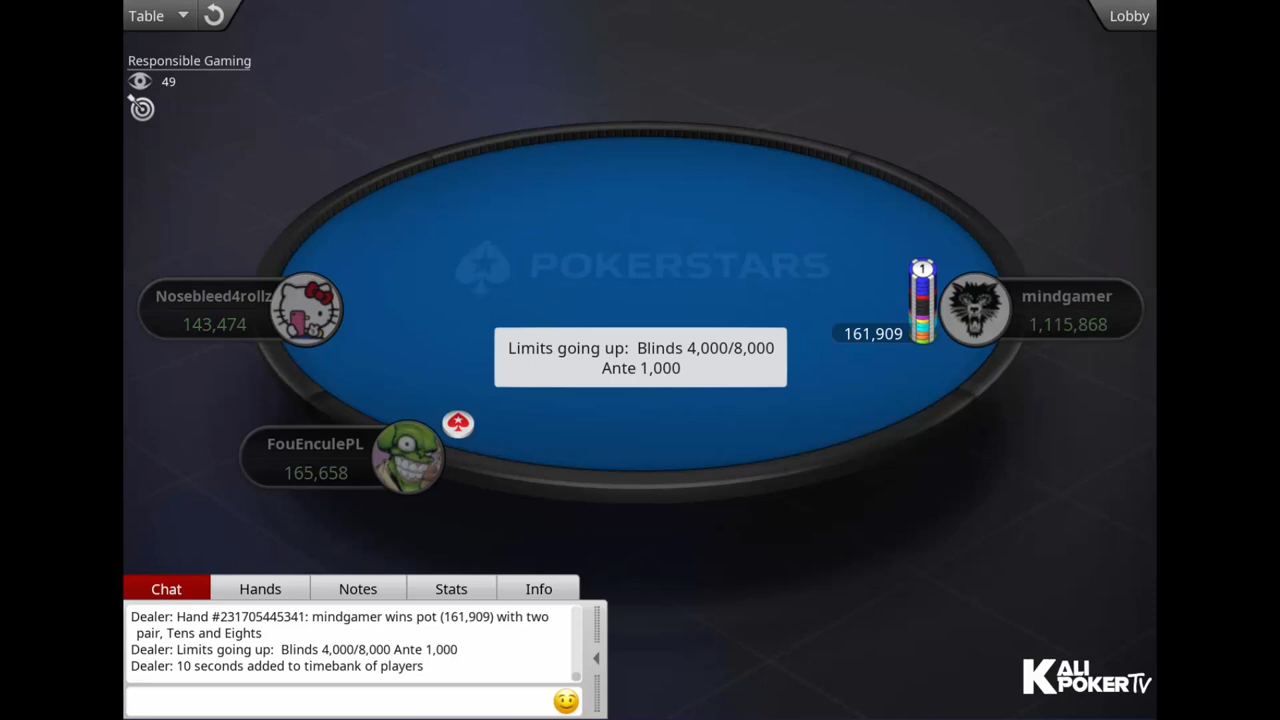 Table
Lobby
Responsible Gaming
49
POKERSTARS
1
Nosebleed4rollz
143,474
mindgamer
1,115,868
161,909
Limits going up:  Blinds 4,000/8,000
Ante 1,000
FouEnculePL
165,658
Chat
Hands
Notes
Stats
Info
Dealer: Hand #231705445341: mindgamer wins pot (161,909) with two
pair, Tens and Eights
Dealer: Limits going up:  Blinds 4,000/8,000 Ante 1,000
Dealer: 10 seconds added to timebank of players
KALI
POKERTV